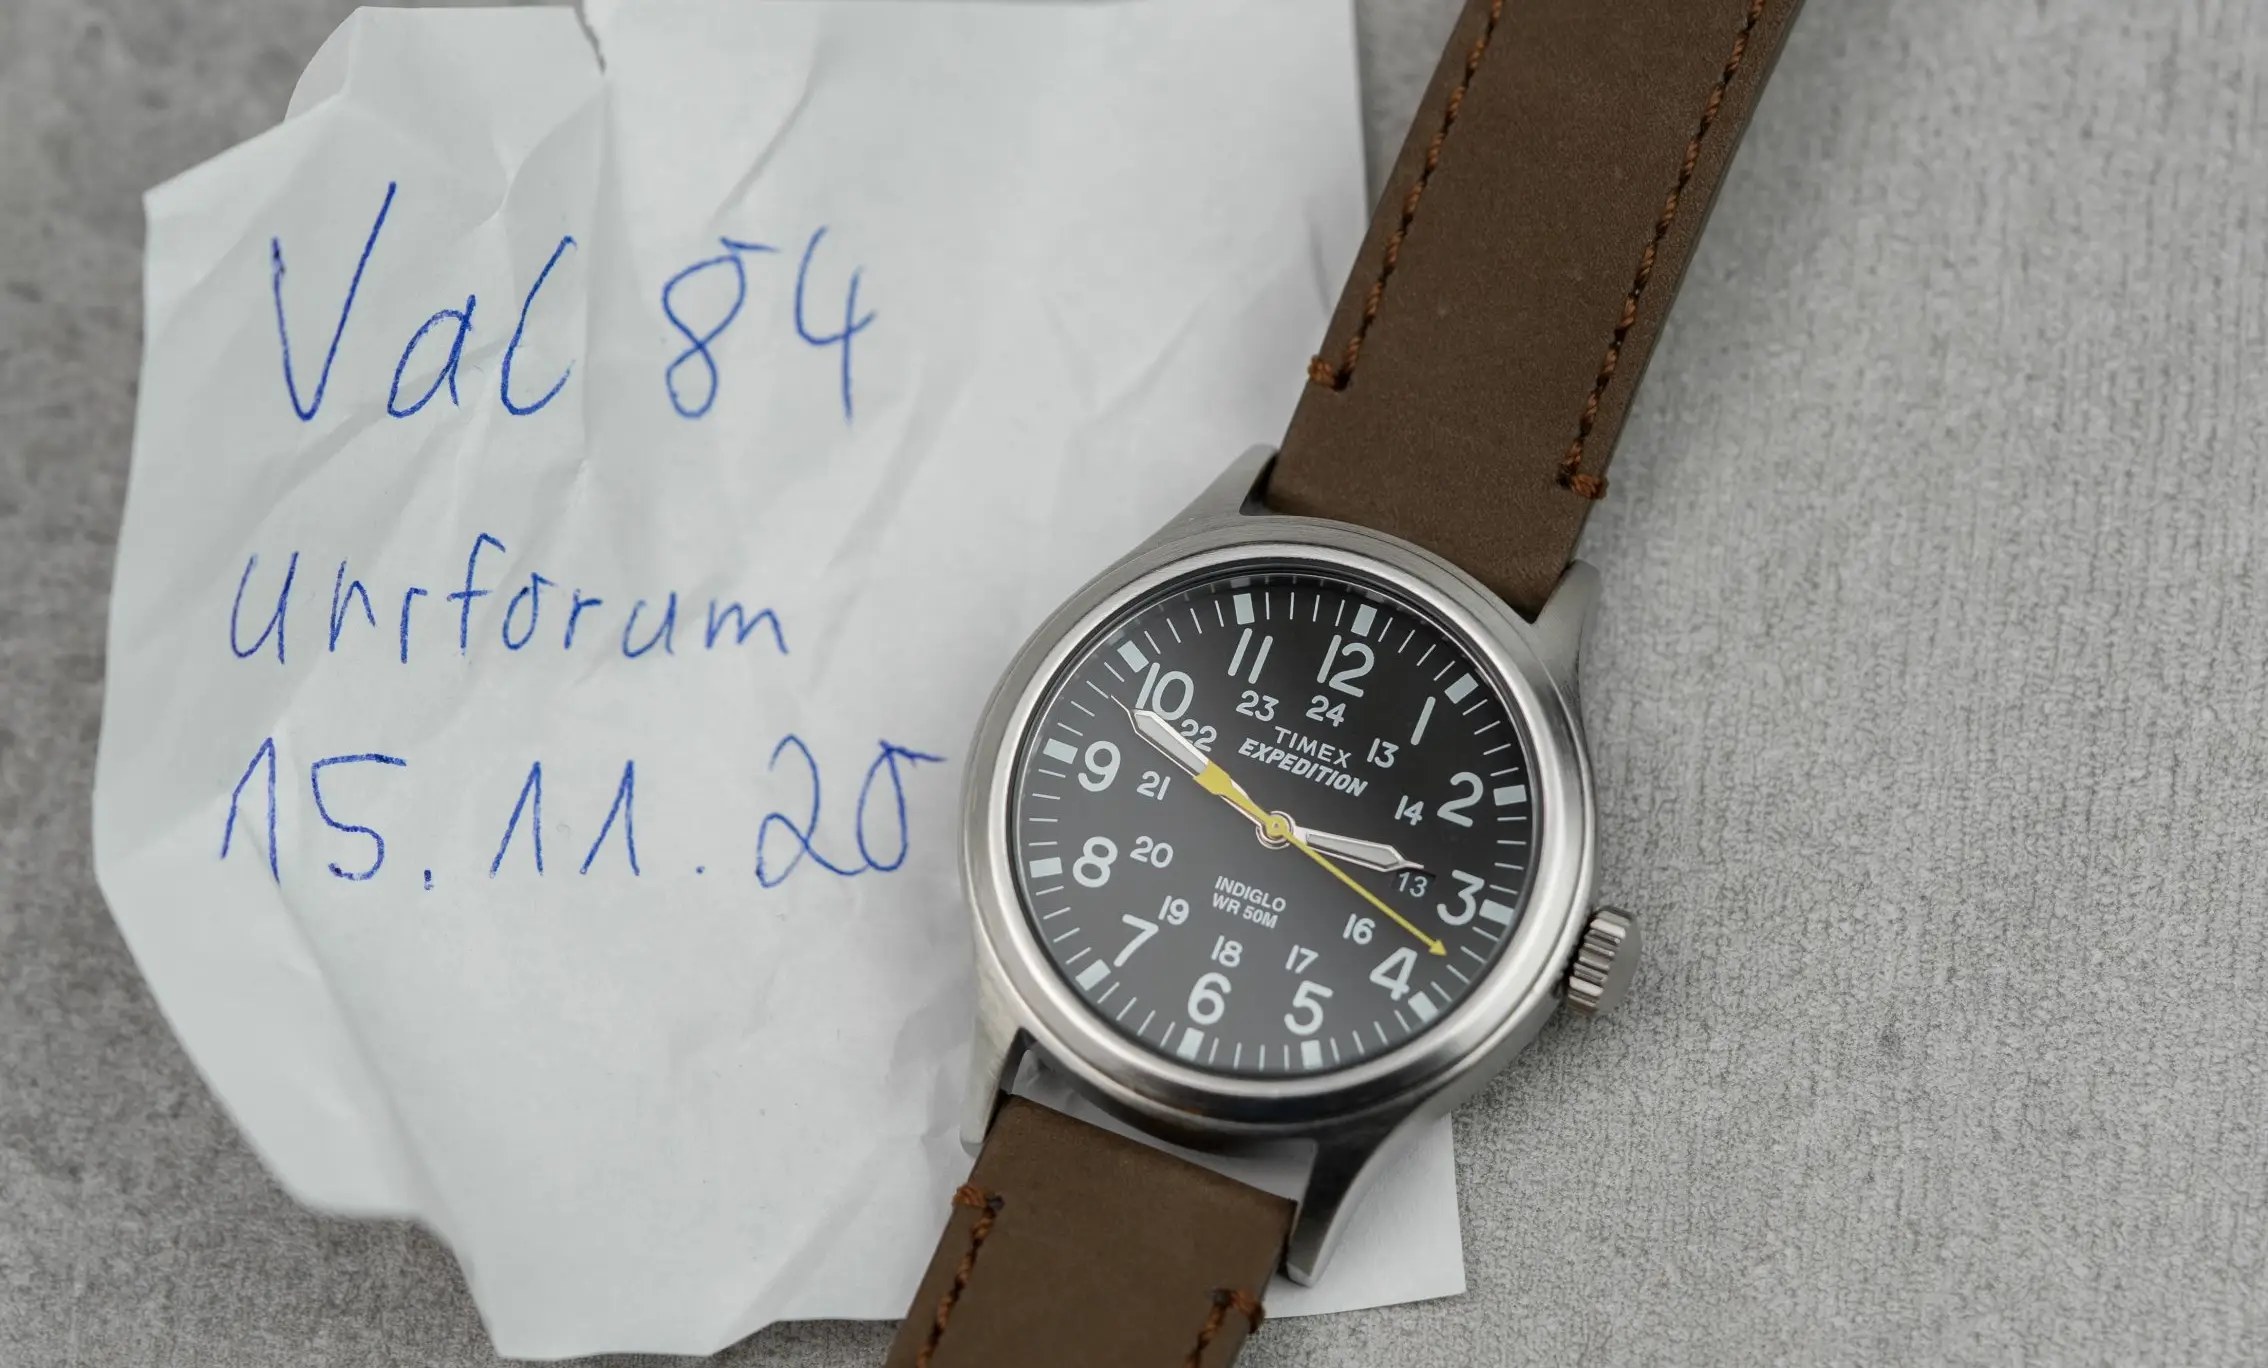 Val 84
uhrforum
15.11.20
11 12 1
10 23 24
22 TIMEX 13
EXPEDITION
9 21 14 2
8 20 13 3
INDIGLO
WR 50M
7 19 16
18 17 4
6 5